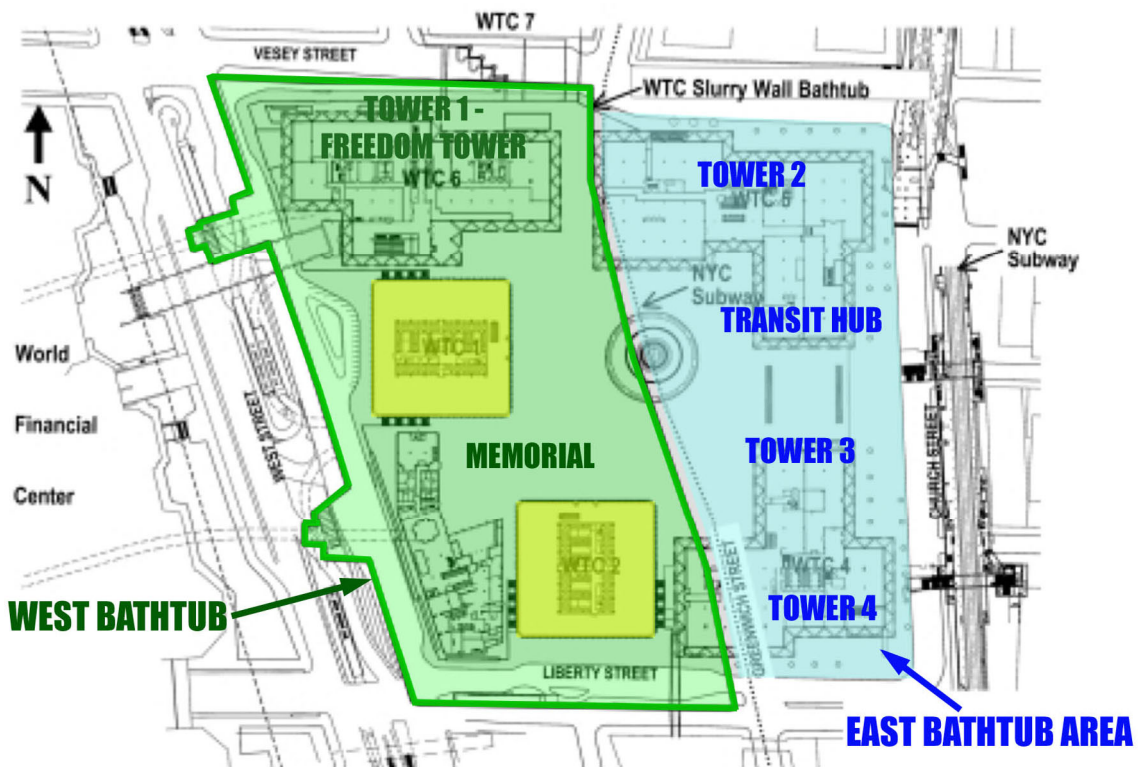 WTC 7
VESEY STREET
WTC Slurry Wall Bathtub
TOWER 1 -
FREEDOM TOWER
WTC 6
TOWER 2
WTC 5
N
NYC
Subway
NYC
Subway
TRANSIT HUB
World
WTC 1
Financial
WEST STREET
MEMORIAL
TOWER 3
CHURCH STREET
Center
WTC 2
WTC 4
GREENWICH STREET
WEST BATHTUB
TOWER 4
LIBERTY STREET
EAST BATHTUB AREA